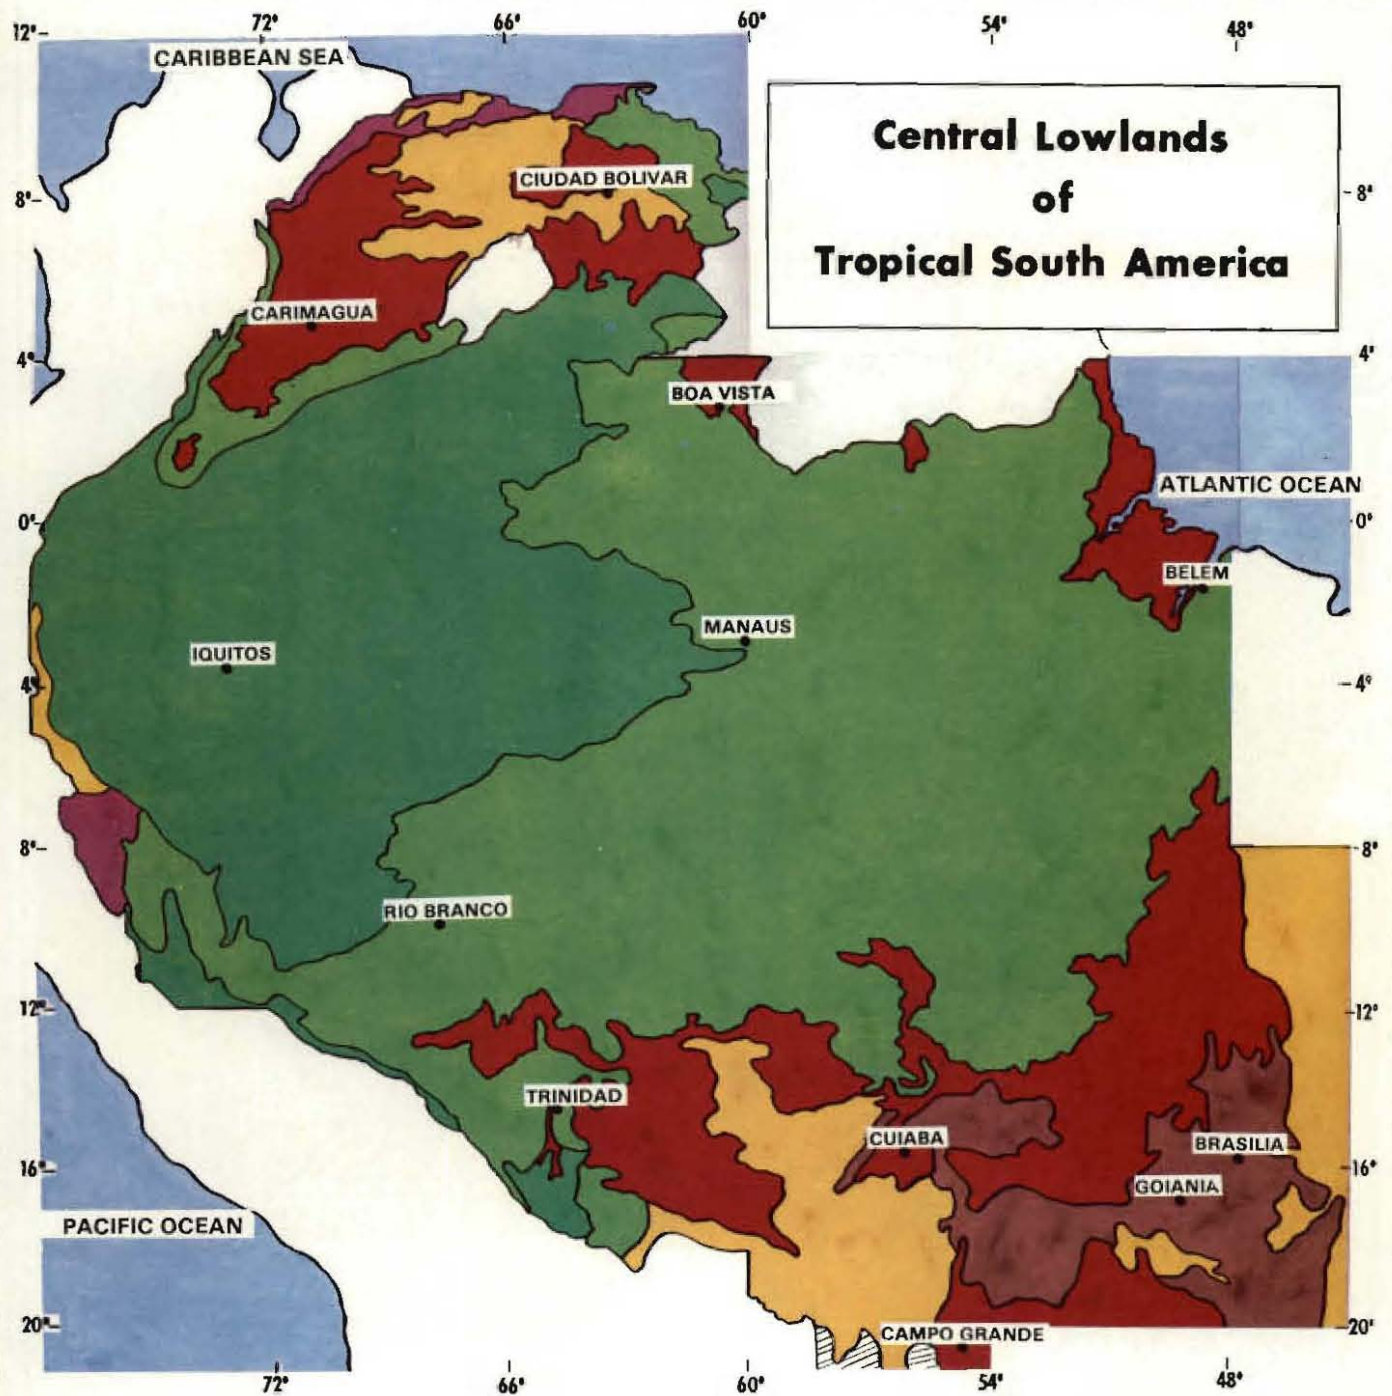 72° 66° 60° 54° 48°
12°
CARIBBEAN SEA
Central Lowlands
of
Tropical South America
CIUDAD BOLIVAR
8° 8°
CARIMAGUA
4° 4°
BOA VISTA
ATLANTIC OCEAN
0° 0°
BELEM
MANAUS
IQUITOS
4° 4°
8° 8°
RIO BRANCO
12° 12°
TRINIDAD
CUIABA
BRASILIA
16° 16°
GOIANIA
PACIFIC OCEAN
20° 20°
CAMPO GRANDE
72° 66° 60° 54° 48°